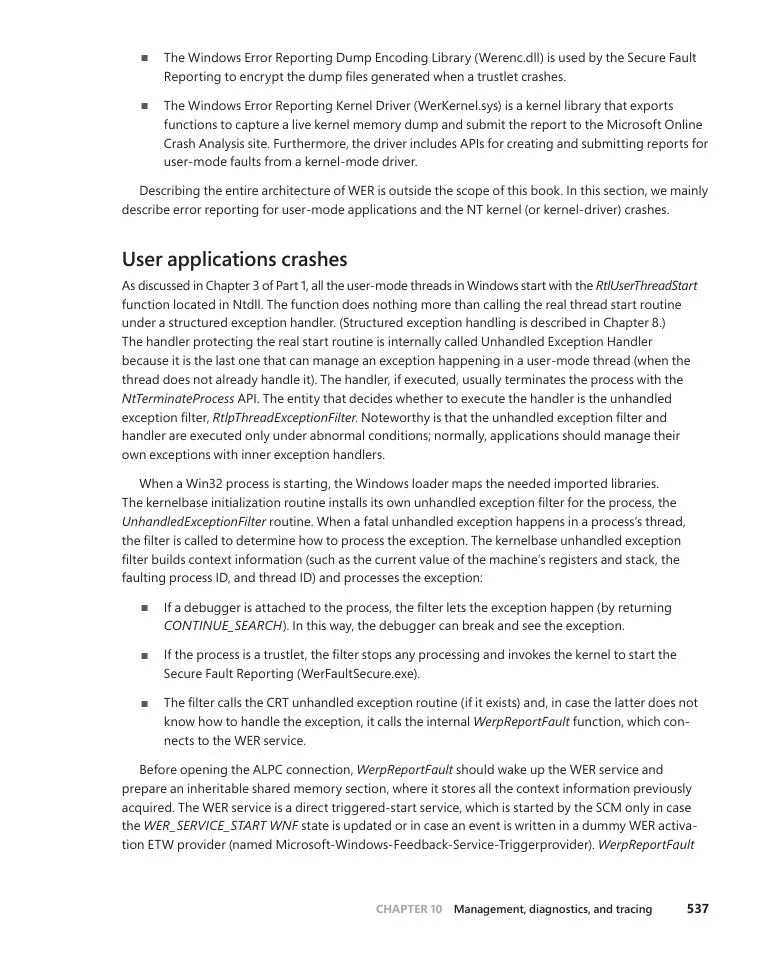 ■ The Windows Error Reporting Dump Encoding Library (Werenc.dll) is used by the Secure Fault
Reporting to encrypt the dump files generated when a trustlet crashes.
■ The Windows Error Reporting Kernel Driver (WerKernel.sys) is a kernel library that exports
functions to capture a live kernel memory dump and submit the report to the Microsoft Online
Crash Analysis site. Furthermore, the driver includes APIs for creating and submitting reports for
user-mode faults from a kernel-mode driver.
Describing the entire architecture of WER is outside the scope of this book. In this section, we mainly
describe error reporting for user-mode applications and the NT kernel (or kernel-driver) crashes.
User applications crashes
As discussed in Chapter 3 of Part 1, all the user-mode threads in Windows start with the RtlUserThreadStart
function located in Ntdll. The function does nothing more than calling the real thread start routine
under a structured exception handler. (Structured exception handling is described in Chapter 8.)
The handler protecting the real start routine is internally called Unhandled Exception Handler
because it is the last one that can manage an exception happening in a user-mode thread (when the
thread does not already handle it). The handler, if executed, usually terminates the process with the
NtTerminateProcess API. The entity that decides whether to execute the handler is the unhandled
exception filter, RtlpThreadExceptionFilter. Noteworthy is that the unhandled exception filter and
handler are executed only under abnormal conditions; normally, applications should manage their
own exceptions with inner exception handlers.
When a Win32 process is starting, the Windows loader maps the needed imported libraries.
The kernelbase initialization routine installs its own unhandled exception filter for the process, the
UnhandledExceptionFilter routine. When a fatal unhandled exception happens in a process's thread,
the filter is called to determine how to process the exception. The kernelbase unhandled exception
filter builds context information (such as the current value of the machine's registers and stack, the
faulting process ID, and thread ID) and processes the exception:
■ If a debugger is attached to the process, the filter lets the exception happen (by returning
CONTINUE_SEARCH). In this way, the debugger can break and see the exception.
■ If the process is a trustlet, the filter stops any processing and invokes the kernel to start the
Secure Fault Reporting (WerFaultSecure.exe).
■ The filter calls the CRT unhandled exception routine (if it exists) and, in case the latter does not
know how to handle the exception, it calls the internal WerpReportFault function, which con-
nects to the WER service.
Before opening the ALPC connection, WerpReportFault should wake up the WER service and
prepare an inheritable shared memory section, where it stores all the context information previously
acquired. The WER service is a direct triggered-start service, which is started by the SCM only in case
the WER_SERVICE_START WNF state is updated or in case an event is written in a dummy WER activa-
tion ETW provider (named Microsoft-Windows-Feedback-Service-Triggerprovider). WerpReportFault
CHAPTER 10 Management, diagnostics, and tracing 537